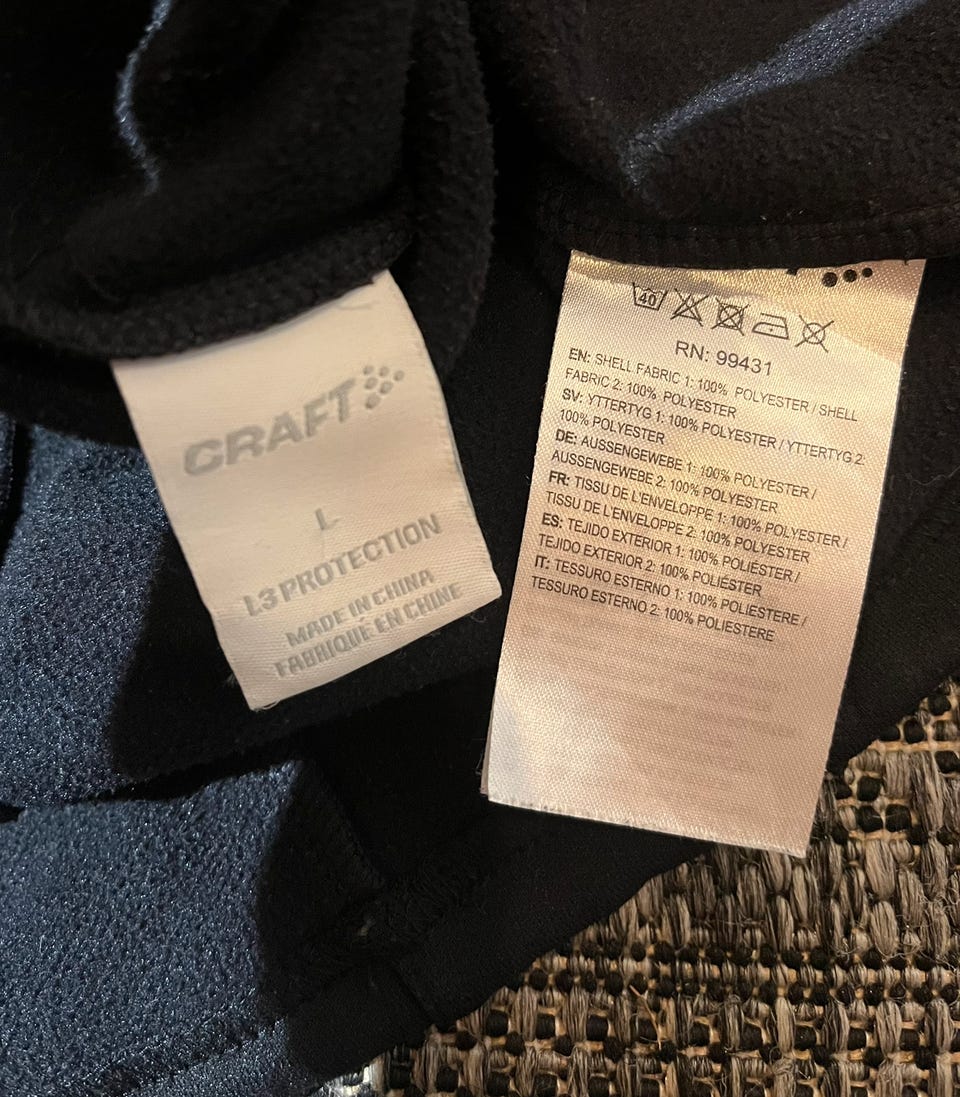 CRAFT
L
L3 PROTECTION
MADE IN CHINA
FABRIQUÉ EN CHINE
40
RN: 99431
EN: SHELL FABRIC 1: 100% POLYESTER / SHELL
FABRIC 2: 100% POLYESTER
SV: YTTERTYG 1: 100% POLYESTER / YTTERTYG 2:
100% POLYESTER
DE: AUSSENGEWEBE 1: 100% POLYESTER /
AUSSENGEWEBE 2: 100% POLYESTER
FR: TISSU DE L'ENVELOPPE 1: 100% POLYESTER /
TISSU DE L'ENVELOPPE 2: 100% POLYESTER
ES: TEJIDO EXTERIOR 1: 100% POLIÉSTER /
TEJIDO EXTERIOR 2: 100% POLIÉSTER
IT: TESSURO ESTERNO 1: 100% POLIESTERE /
TESSURO ESTERNO 2: 100% POLIESTERE